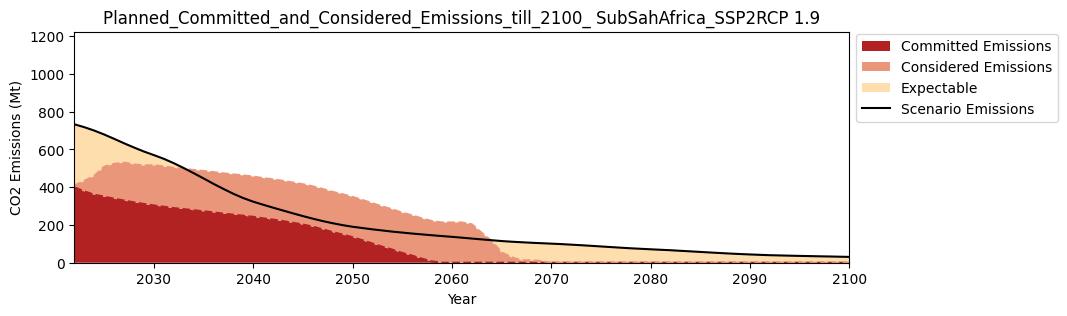 Planned_Committed_and_Considered_Emissions_till_2100_ SubSahAfrica_SSP2RCP 1.9
CO2 Emissions (Mt)
1200
1000
800
600
400
200
0
2030 2040 2050 2060 2070 2080 2090 2100
Year
Committed Emissions
Considered Emissions
Expectable
Scenario Emissions